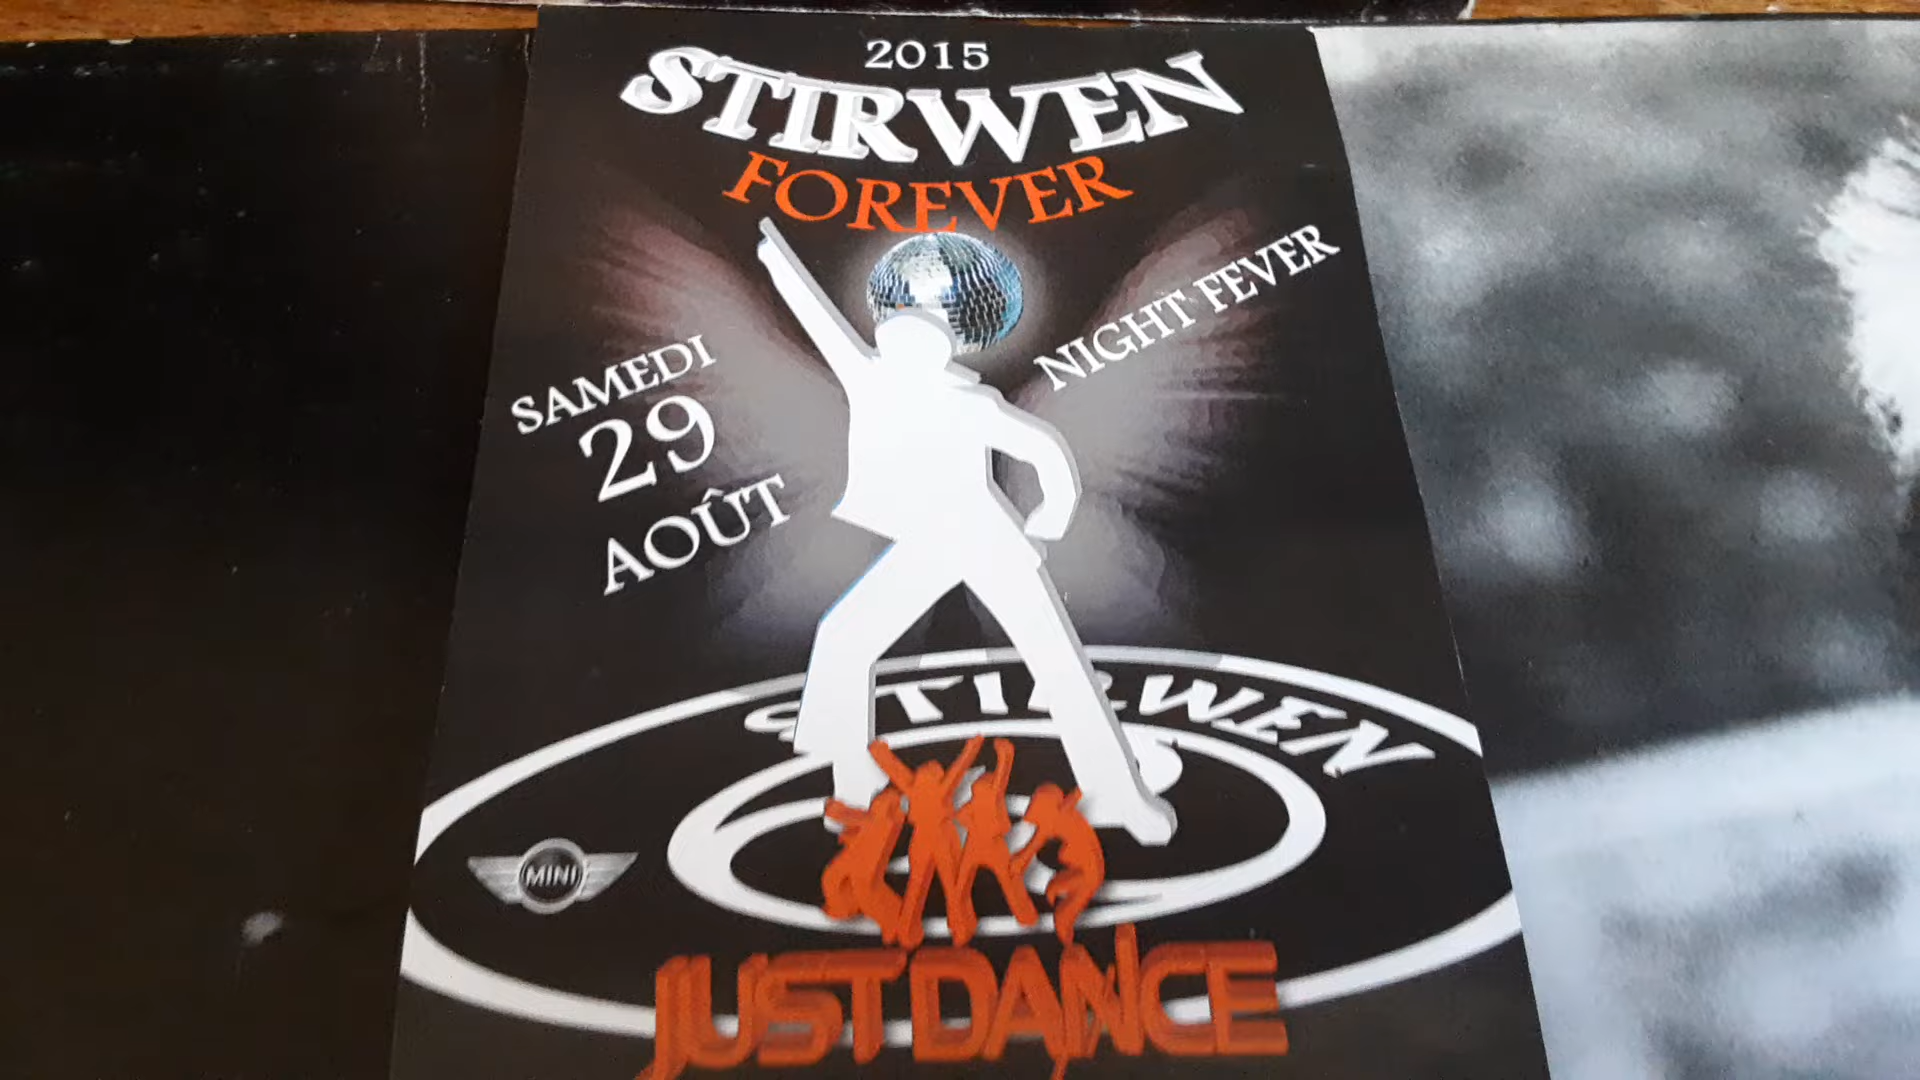 2015
STIRWEN
FOREVER
NIGHT FEVER
SAMEDI
29
AOÛT
STIRWEN
MINI
JUST DANCE